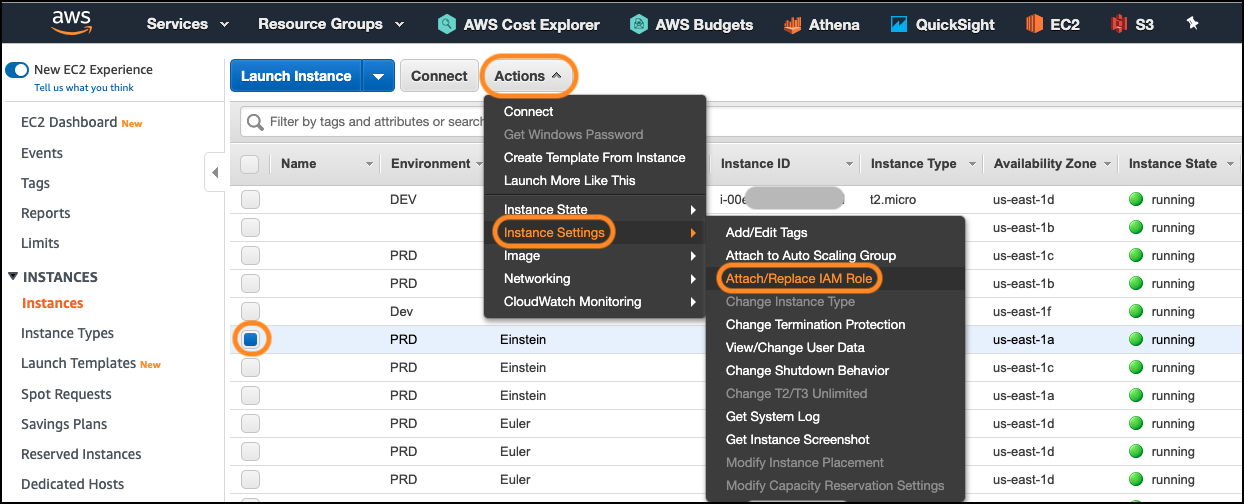 aws Services Resource Groups AWS Cost Explorer AWS Budgets Athena QuickSight EC2 S3
New EC2 Experience
Tell us what you think
EC2 Dashboard New
Events
Tags
Reports
Limits
INSTANCES
Instances
Instance Types
Launch Templates New
Spot Requests
Savings Plans
Reserved Instances
Dedicated Hosts
Launch Instance Connect Actions
Filter by tags and attributes or search
Name Environment Instance ID Instance Type Availability Zone Instance State
DEV i-00e t2.micro us-east-1d running
us-east-1b running
PRD us-east-1c running
PRD us-east-1d running
Dev us-east-1f running
PRD Einstein us-east-1a running
PRD Einstein us-east-1c running
PRD Einstein us-east-1a running
PRD Euler us-east-1d running
PRD Euler us-east-1d running
PRD Euler us-east-1d running
Connect
Get Windows Password
Create Template From Instance
Launch More Like This
Instance State
Instance Settings
Image
Networking
CloudWatch Monitoring
Add/Edit Tags
Attach to Auto Scaling Group
Attach/Replace IAM Role
Change Instance Type
Change Termination Protection
View/Change User Data
Change Shutdown Behavior
Change T2/T3 Unlimited
Get System Log
Get Instance Screenshot
Modify Instance Placement
Modify Capacity Reservation Settings